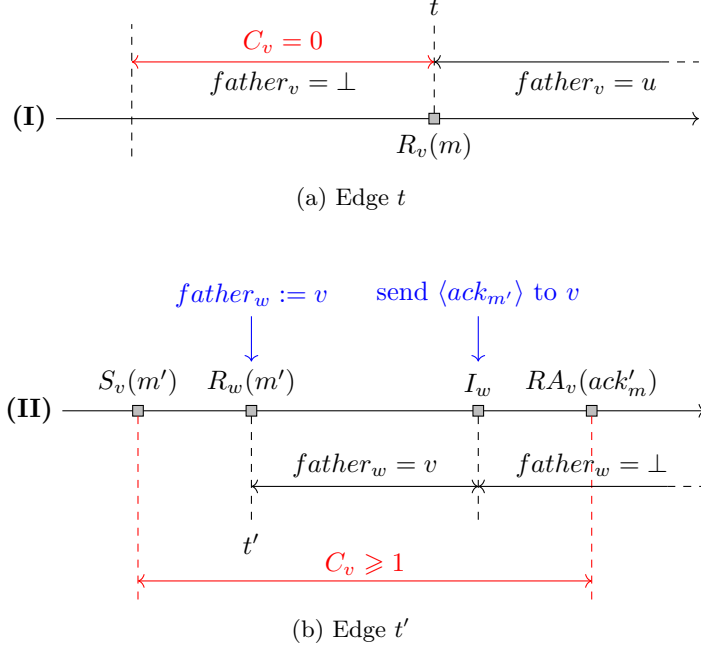 t
C_v = 0
father_v = ⊥ father_v = u
(I)
R_v(m)
(a) Edge t
father_w := v send ⟨ack_{m'}⟩ to v
S_v(m') R_w(m') I_w RA_v(ack'_m)
(II)
father_w = v father_w = ⊥
t'
C_v ⩾ 1
(b) Edge t'